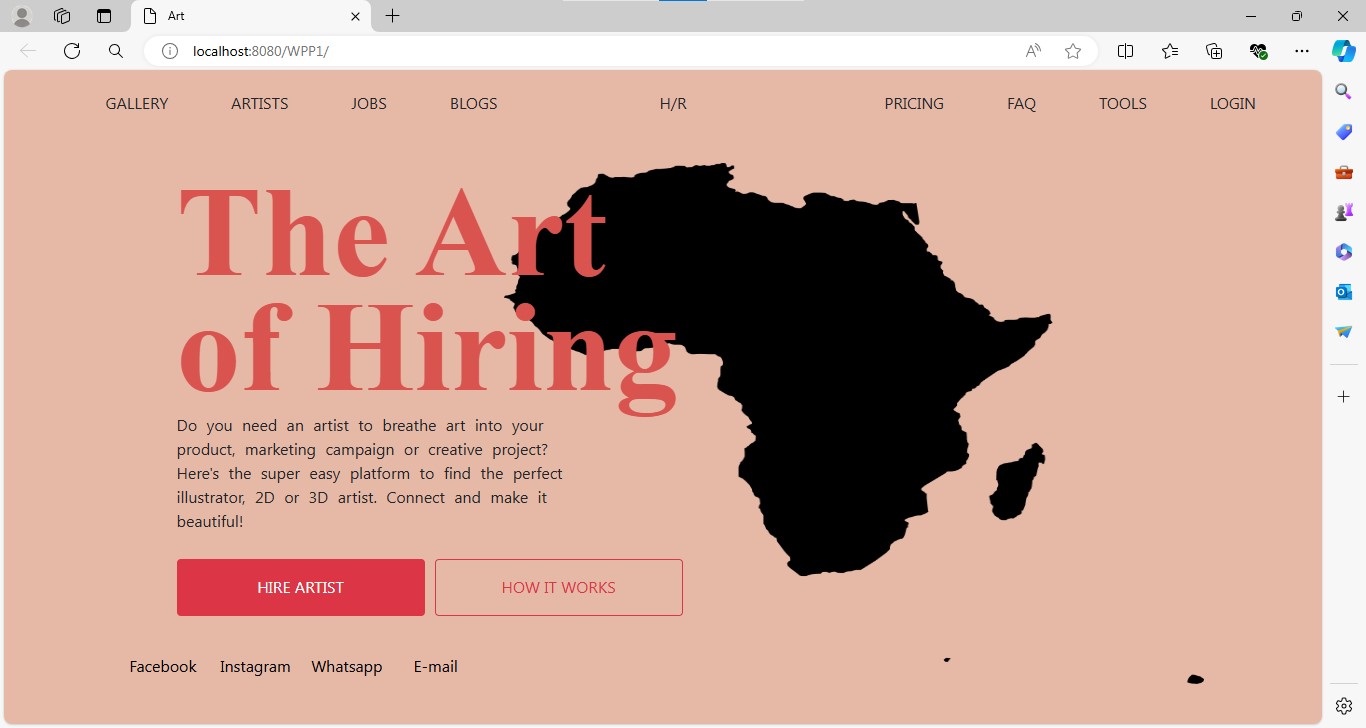 Art
localhost:8080/WPP1/
GALLERY ARTISTS JOBS BLOGS H/R PRICING FAQ TOOLS LOGIN
The Art
of Hiring
Do you need an artist to breathe art into your
product, marketing campaign or creative project?
Here's the super easy platform to find the perfect
illustrator, 2D or 3D artist. Connect and make it
beautiful!
HIRE ARTIST HOW IT WORKS
Facebook Instagram Whatsapp E-mail